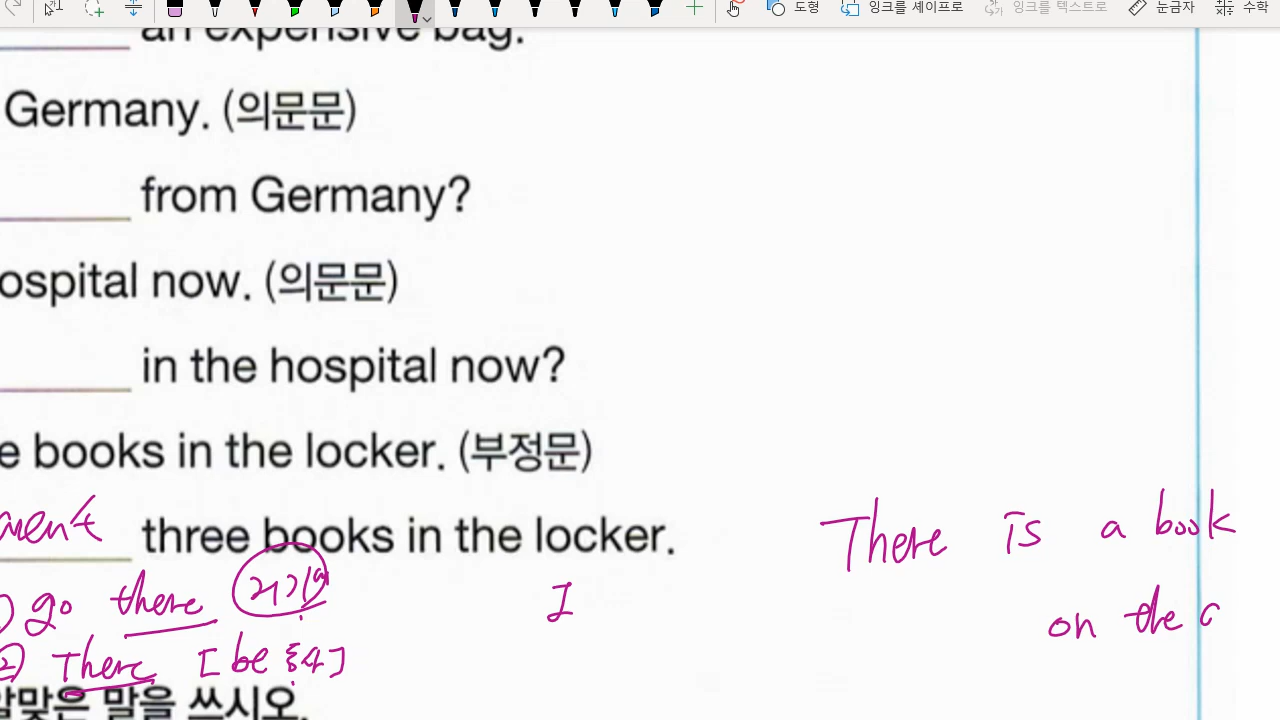 도형 잉크를 셰이프로 잉크를 텍스트로 눈금자 수학
an expensive bag.
Germany. (의문문)
from Germany?
ospital now. (의문문)
in the hospital now?
e books in the locker. (부정문)
aren't three books in the locker.
There is a book
on the
go there 거기에
I
② There [be 동사]
알맞은 말을 쓰시오.